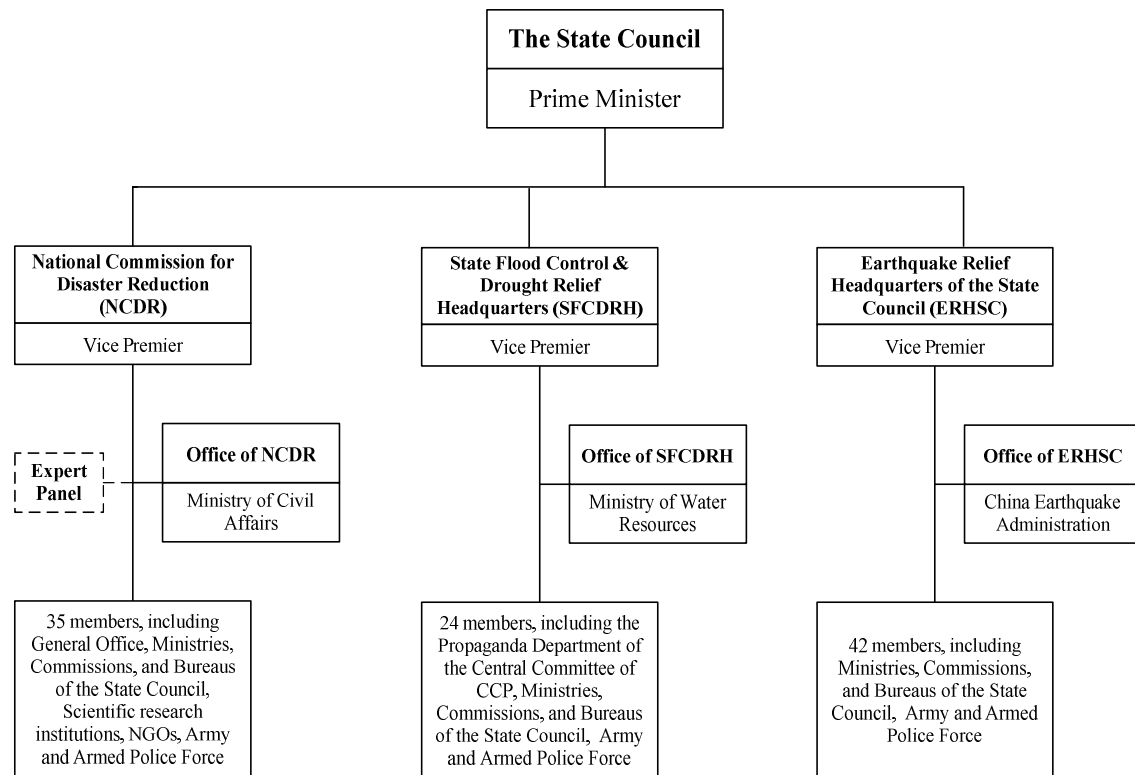 The State Council
Prime Minister
National Commission for
Disaster Reduction
(NCDR)
Vice Premier
State Flood Control &
Drought Relief
Headquarters (SFCDRH)
Vice Premier
Earthquake Relief
Headquarters of the State
Council (ERHSC)
Vice Premier
Expert
Panel
Office of NCDR
Ministry of Civil
Affairs
Office of SFCDRH
Ministry of Water
Resources
Office of ERHSC
China Earthquake
Administration
35 members, including
General Office, Ministries,
Commissions, and Bureaus
of the State Council,
Scientific research
institutions, NGOs, Army
and Armed Police Force
24 members, including the
Propaganda Department of
the Central Committee of
CCP, Ministries,
Commissions, and Bureaus
of the State Council, Army
and Armed Police Force
42 members, including
Ministries, Commissions,
and Bureaus of the State
Council, Army and Armed
Police Force